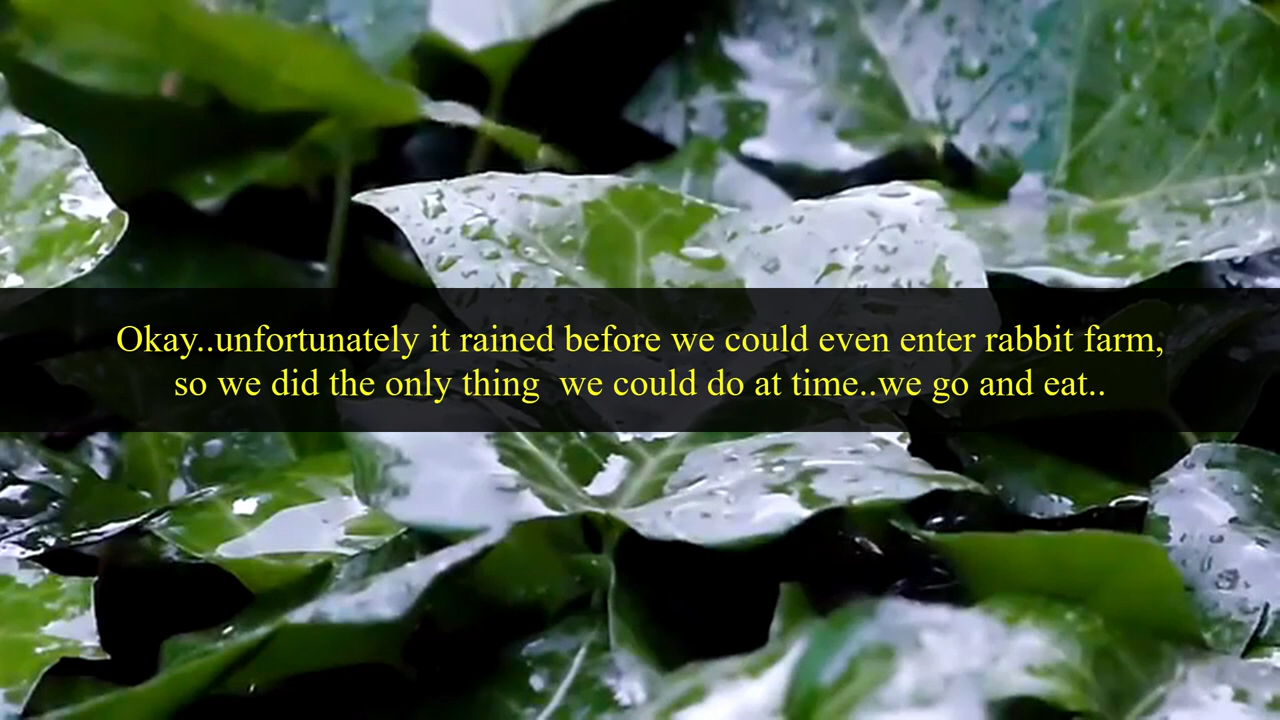 Okay..unfortunately it rained before we could even enter rabbit farm,
so we did the only thing  we could do at time..we go and eat..